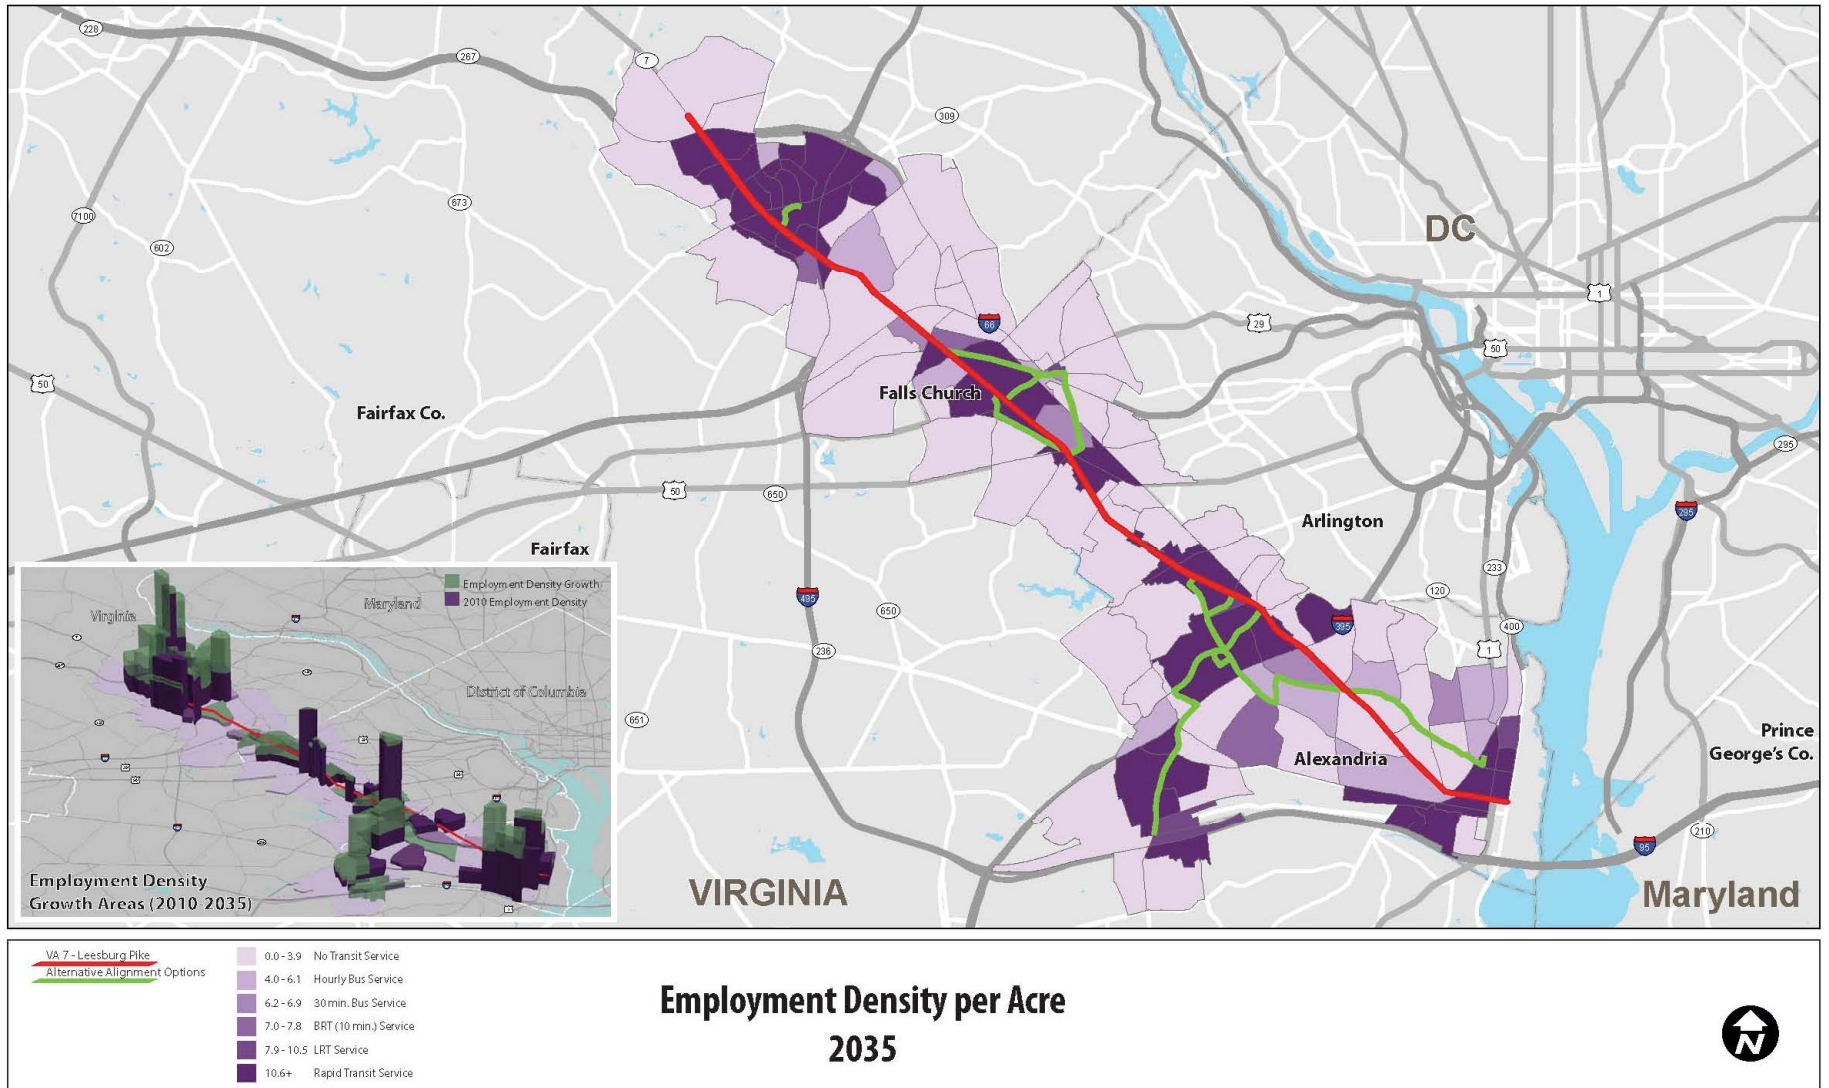 228
267
7
309
7100
673
602
DC
1
66
29
50
50
Falls Church
Fairfax Co.
295
50
650
295
Arlington
Fairfax
233
495
120
650
395
400
236
1
651
Prince
George's Co.
Alexandria
210
95
VIRGINIA
Maryland
Employment Density Growth
2010 Employment Density
Virginia
Maryland
District of Columbia
Employment Density
Growth Areas (2010-2035)
VA 7 - Leesburg Pike
Alternative Alignment Options
0.0 - 3.9 No Transit Service
4.0 - 6.1 Hourly Bus Service
6.2 - 6.9 30 min. Bus Service
7.0 - 7.8 BRT (10 min.) Service
7.9 - 10.5 LRT Service
10.6+ Rapid Transit Service
Employment Density per Acre
2035
N